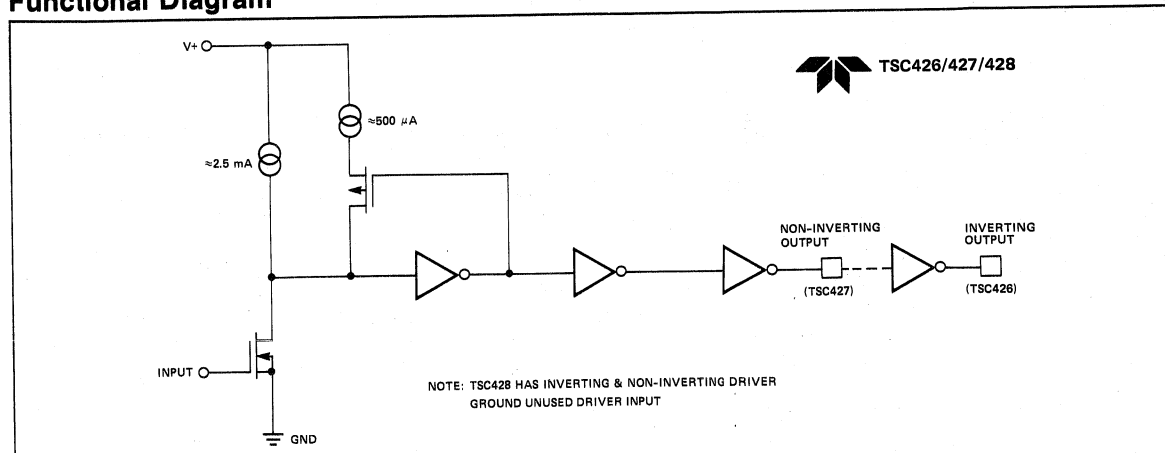 Functional Diagram
V+
TSC426/427/428
≈500 μA
≈2.5 mA
NON-INVERTING
OUTPUT
INVERTING
OUTPUT
(TSC427)
(TSC426)
INPUT
NOTE: TSC428 HAS INVERTING & NON-INVERTING DRIVER
GROUND UNUSED DRIVER INPUT
GND